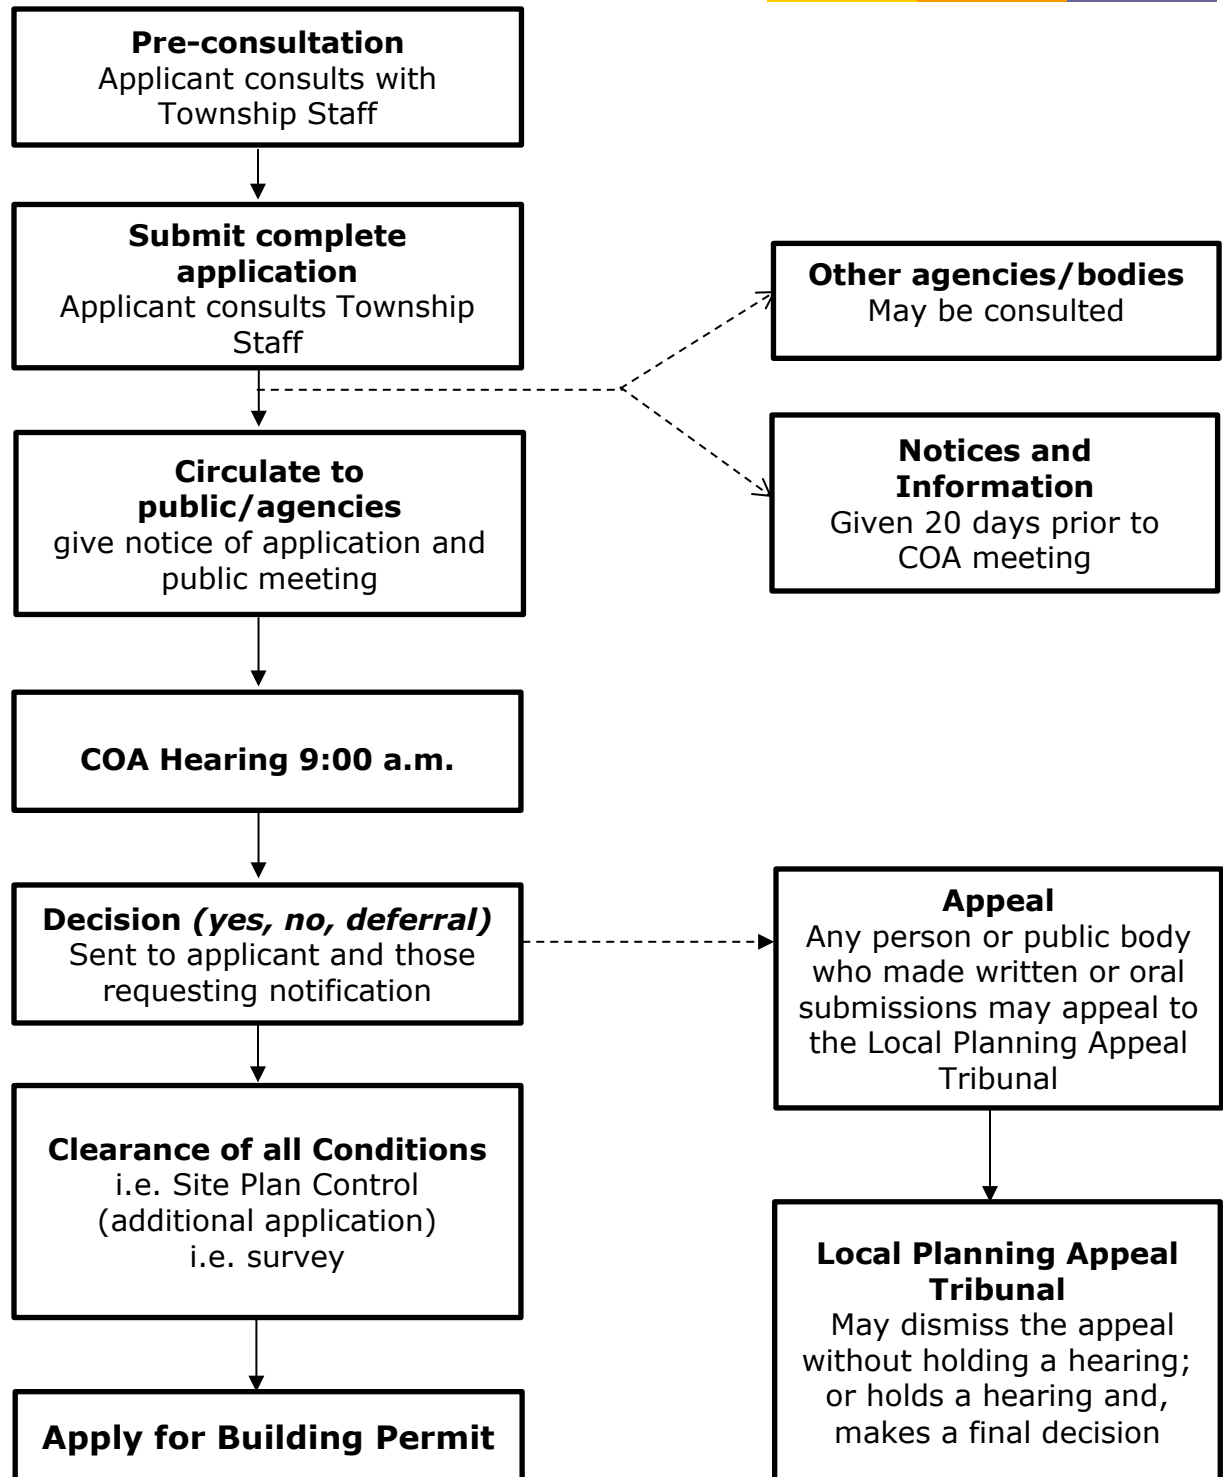 Pre-consultation
Applicant consults with
Township Staff
Submit complete
application
Applicant consults Township
Staff
Other agencies/bodies
May be consulted
Circulate to
public/agencies
give notice of application and
public meeting
Notices and
Information
Given 20 days prior to
COA meeting
COA Hearing 9:00 a.m.
Decision (yes, no, deferral)
Sent to applicant and those
requesting notification
Appeal
Any person or public body
who made written or oral
submissions may appeal to
the Local Planning Appeal
Tribunal
Clearance of all Conditions
i.e. Site Plan Control
(additional application)
i.e. survey
Local Planning Appeal
Tribunal
May dismiss the appeal
without holding a hearing;
or holds a hearing and,
makes a final decision
Apply for Building Permit